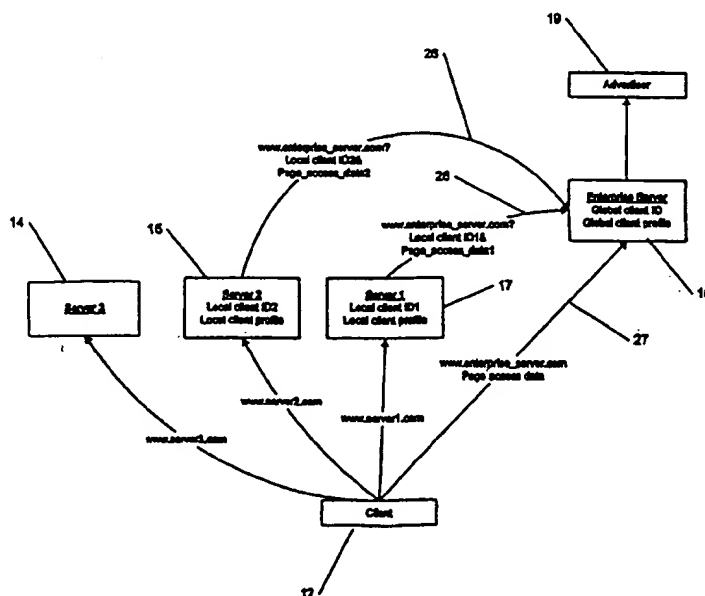 25
19
Advertiser
www.enterprise_server.com?
Local client ID2&
Page_access_data2
26
14
15
www.enterprise_server.com?
Local client ID1&
Page_access_data1
Enterprise Server
Global client ID
Global client profile
Server 3
Server 2
Local client ID2
Local client profile
Server 1
Local client ID1
Local client profile
17
27
www.enterprise_server.com
Page access data
www.server3.com
www.server2.com
www.server1.com
Client
12